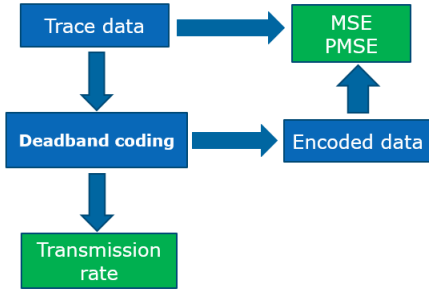 Trace data
MSE
PMSE
Deadband coding
Encoded data
Transmission
rate